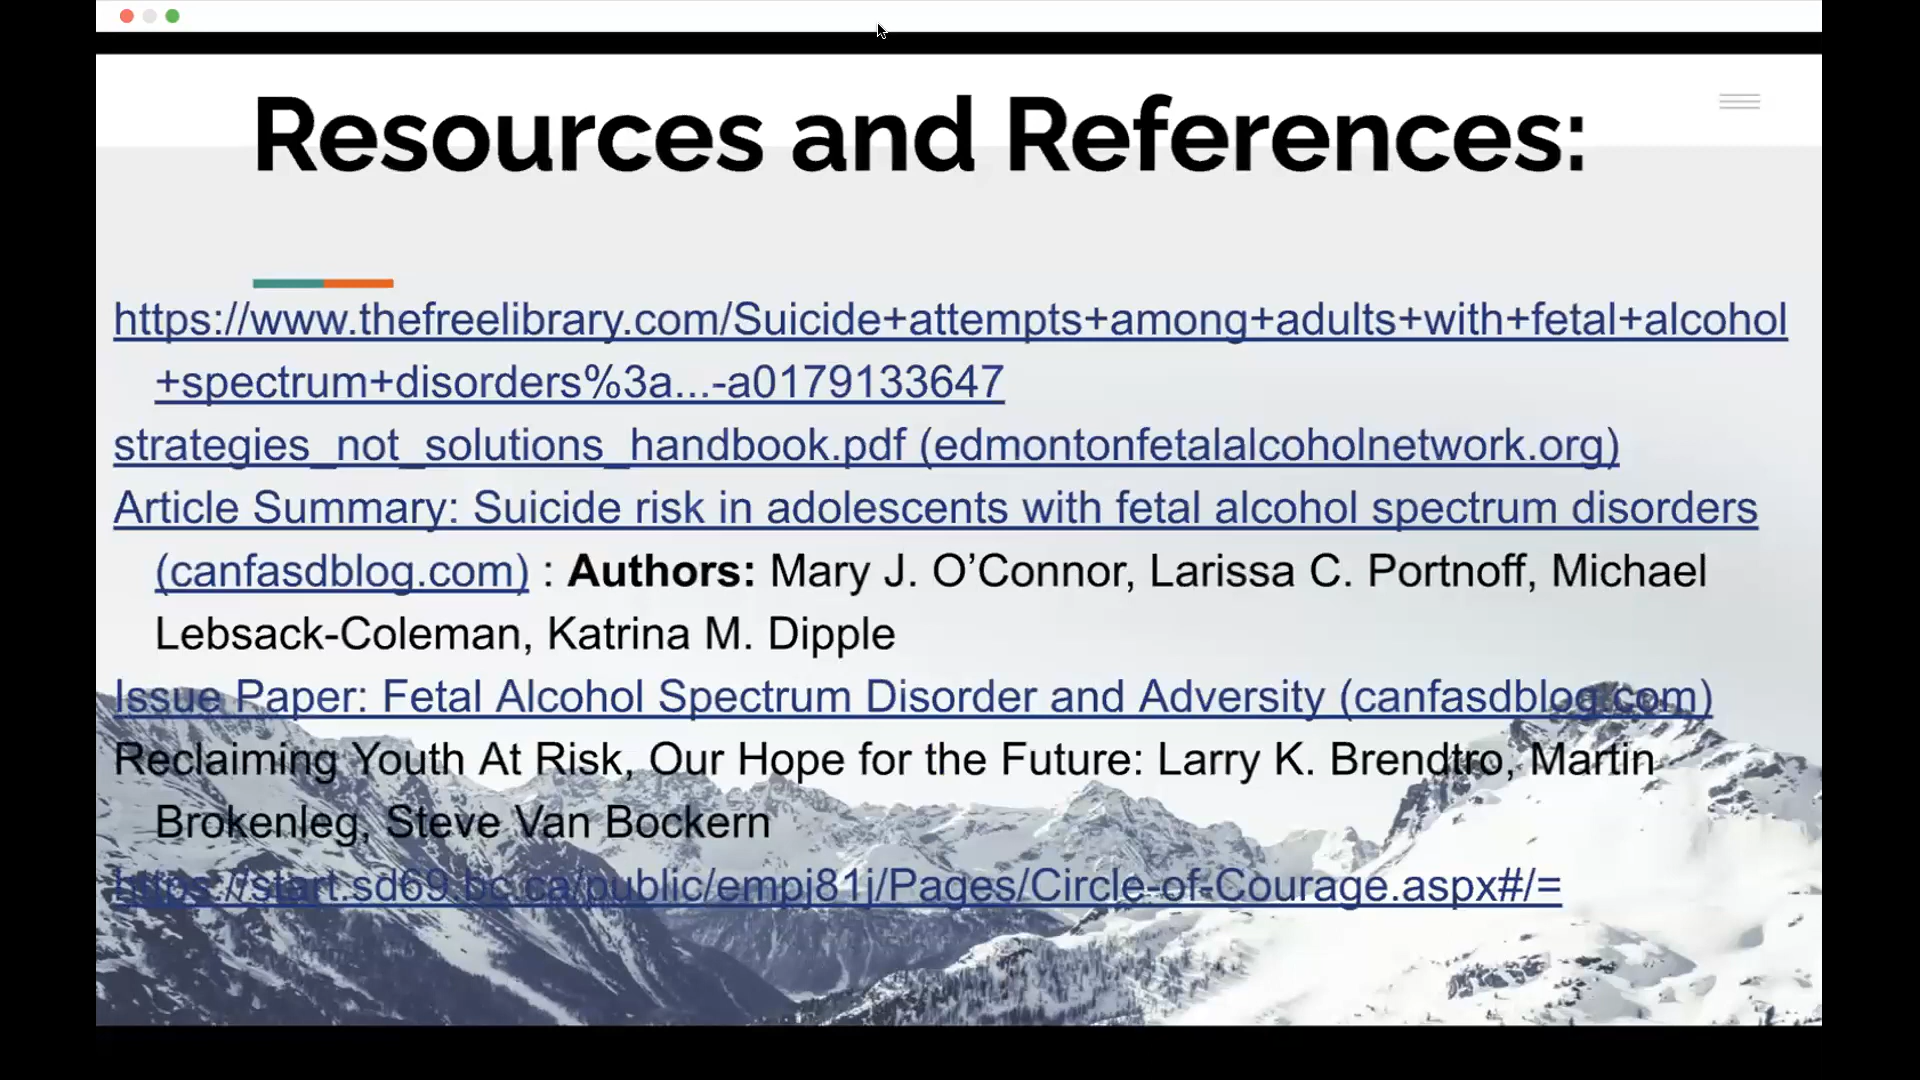 Resources and References:
https://www.thefreelibrary.com/Suicide+attempts+among+adults+with+fetal+alcohol
+spectrum+disorders%3a...-a0179133647
strategies_not_solutions_handbook.pdf (edmontonfetalalcoholnetwork.org)
Article Summary: Suicide risk in adolescents with fetal alcohol spectrum disorders
(canfasdblog.com) : Authors: Mary J. O’Connor, Larissa C. Portnoff, Michael
Lebsack-Coleman, Katrina M. Dipple
Issue Paper: Fetal Alcohol Spectrum Disorder and Adversity (canfasdblog.com)
Reclaiming Youth At Risk, Our Hope for the Future: Larry K. Brendtro, Martin
Brokenleg, Steve Van Bockern
https://start.sd69.bc.ca/public/empj81j/Pages/Circle-of-Courage.aspx#/=